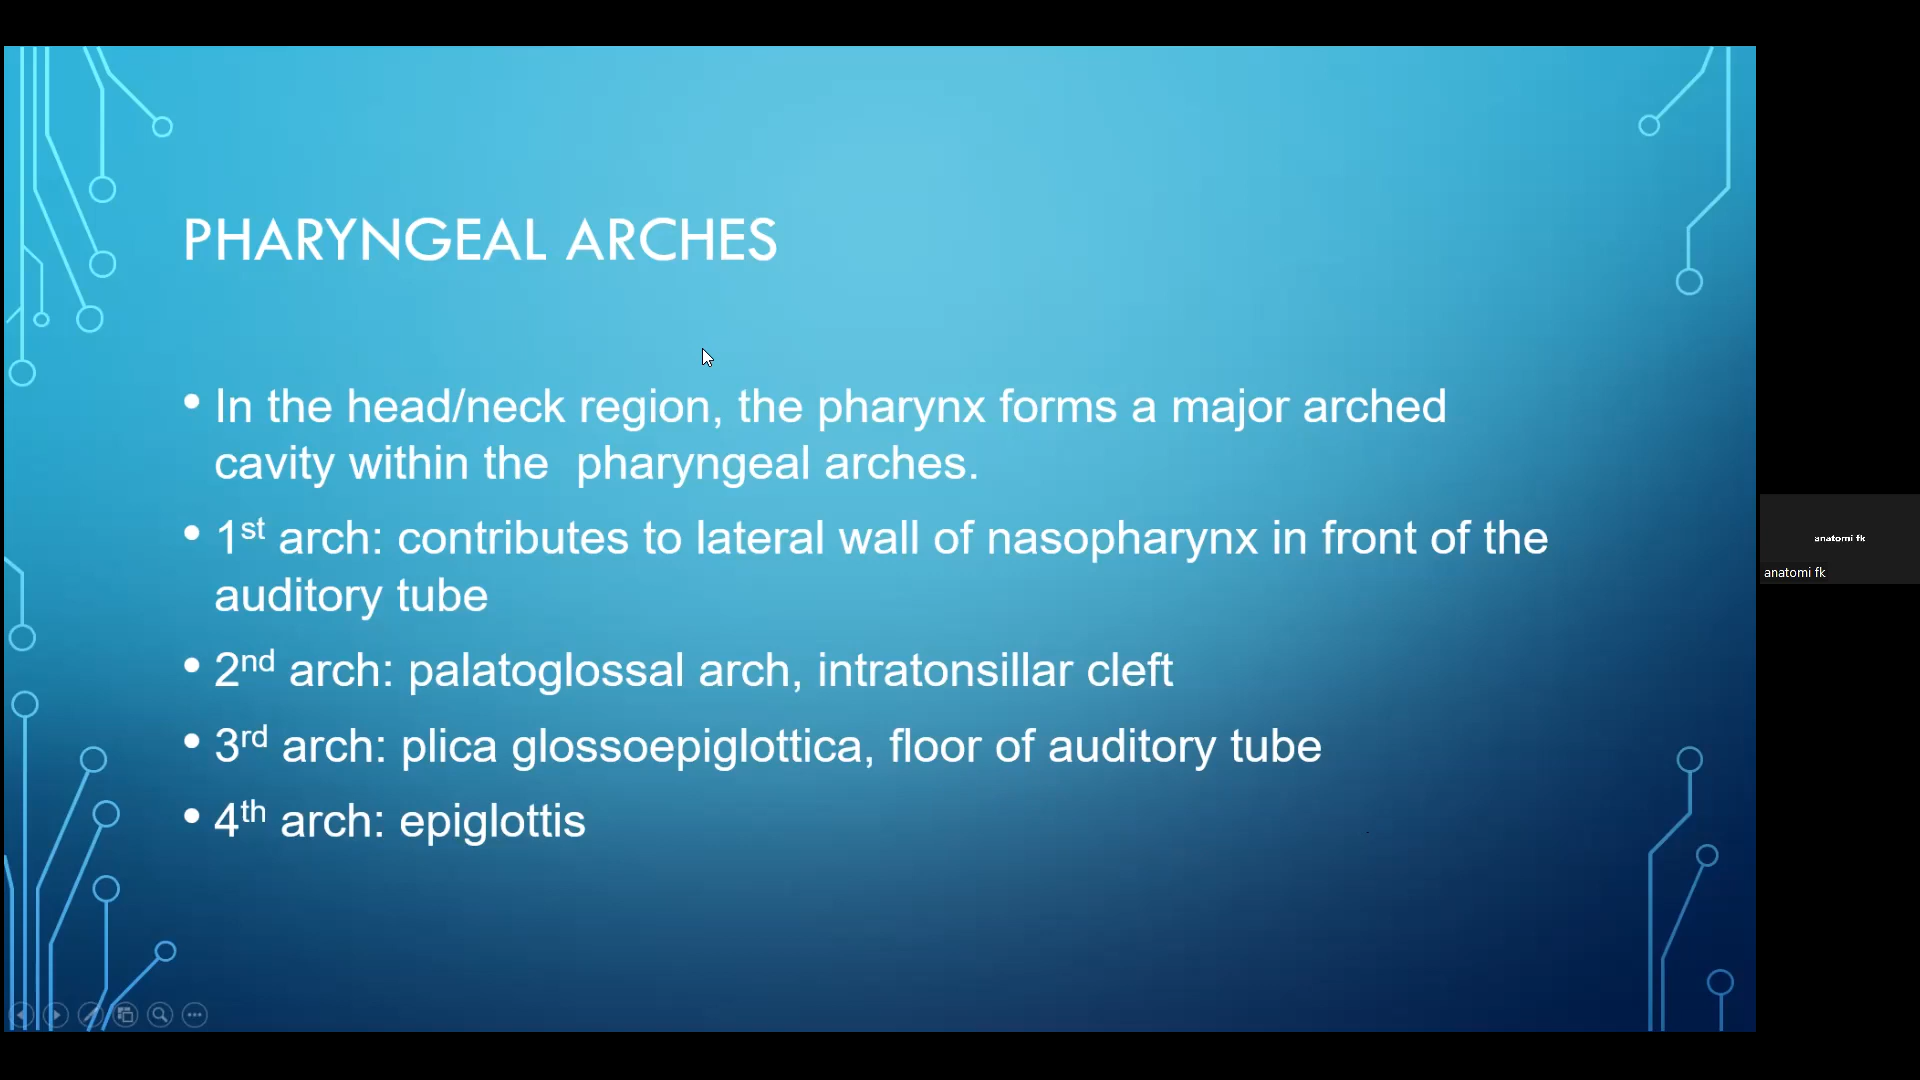 PHARYNGEAL ARCHES
• In the head/neck region, the pharynx forms a major arched
cavity within the  pharyngeal arches.
• 1st arch: contributes to lateral wall of nasopharynx in front of the
auditory tube
• 2nd arch: palatoglossal arch, intratonsillar cleft
• 3rd arch: plica glossoepiglottica, floor of auditory tube
• 4th arch: epiglottis
anatomi fk
anatomi fk